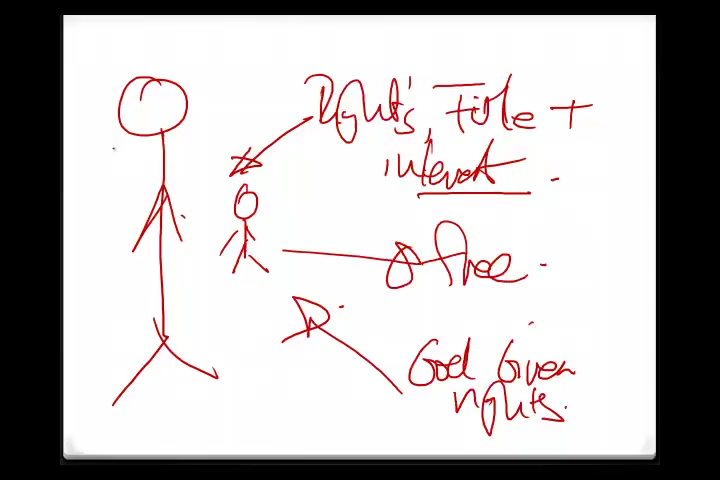 Rights, Title +
interest.
free.
God Given
rights.